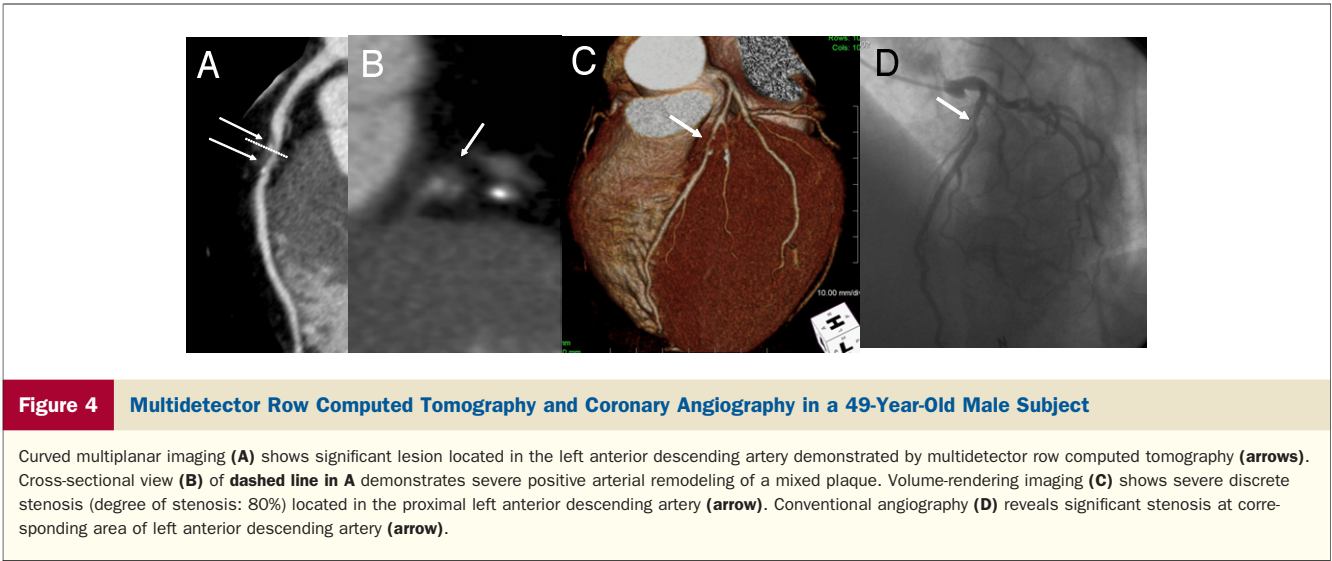 A
B
C
D
Rows: 10
Cols: 10
10.00 mm/di
H
L
Figure 4 Multidetector Row Computed Tomography and Coronary Angiography in a 49-Year-Old Male Subject
Curved multiplanar imaging (A) shows significant lesion located in the left anterior descending artery demonstrated by multidetector row computed tomography (arrows).
Cross-sectional view (B) of dashed line in A demonstrates severe positive arterial remodeling of a mixed plaque. Volume-rendering imaging (C) shows severe discrete
stenosis (degree of stenosis: 80%) located in the proximal left anterior descending artery (arrow). Conventional angiography (D) reveals significant stenosis at corre-
sponding area of left anterior descending artery (arrow).